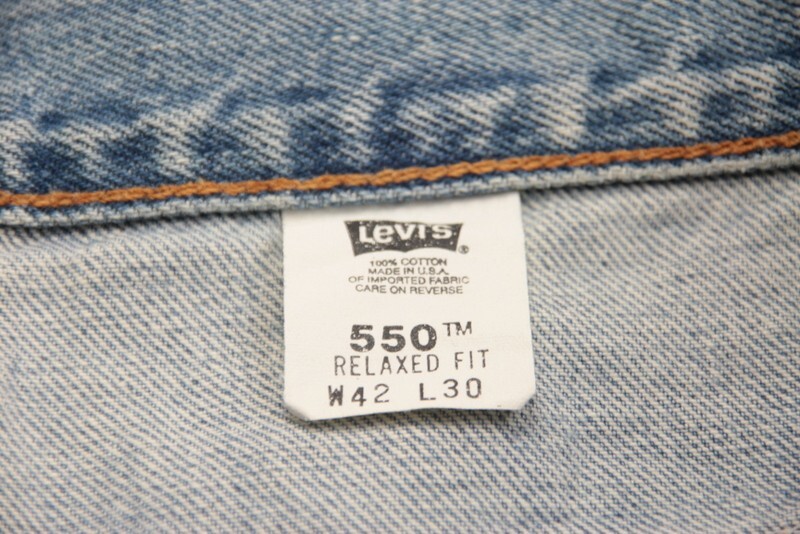 Levi's ®
100% COTTON
MADE IN U.S.A.
OF IMPORTED FABRIC
CARE ON REVERSE
550™
RELAXED FIT
W42 L30